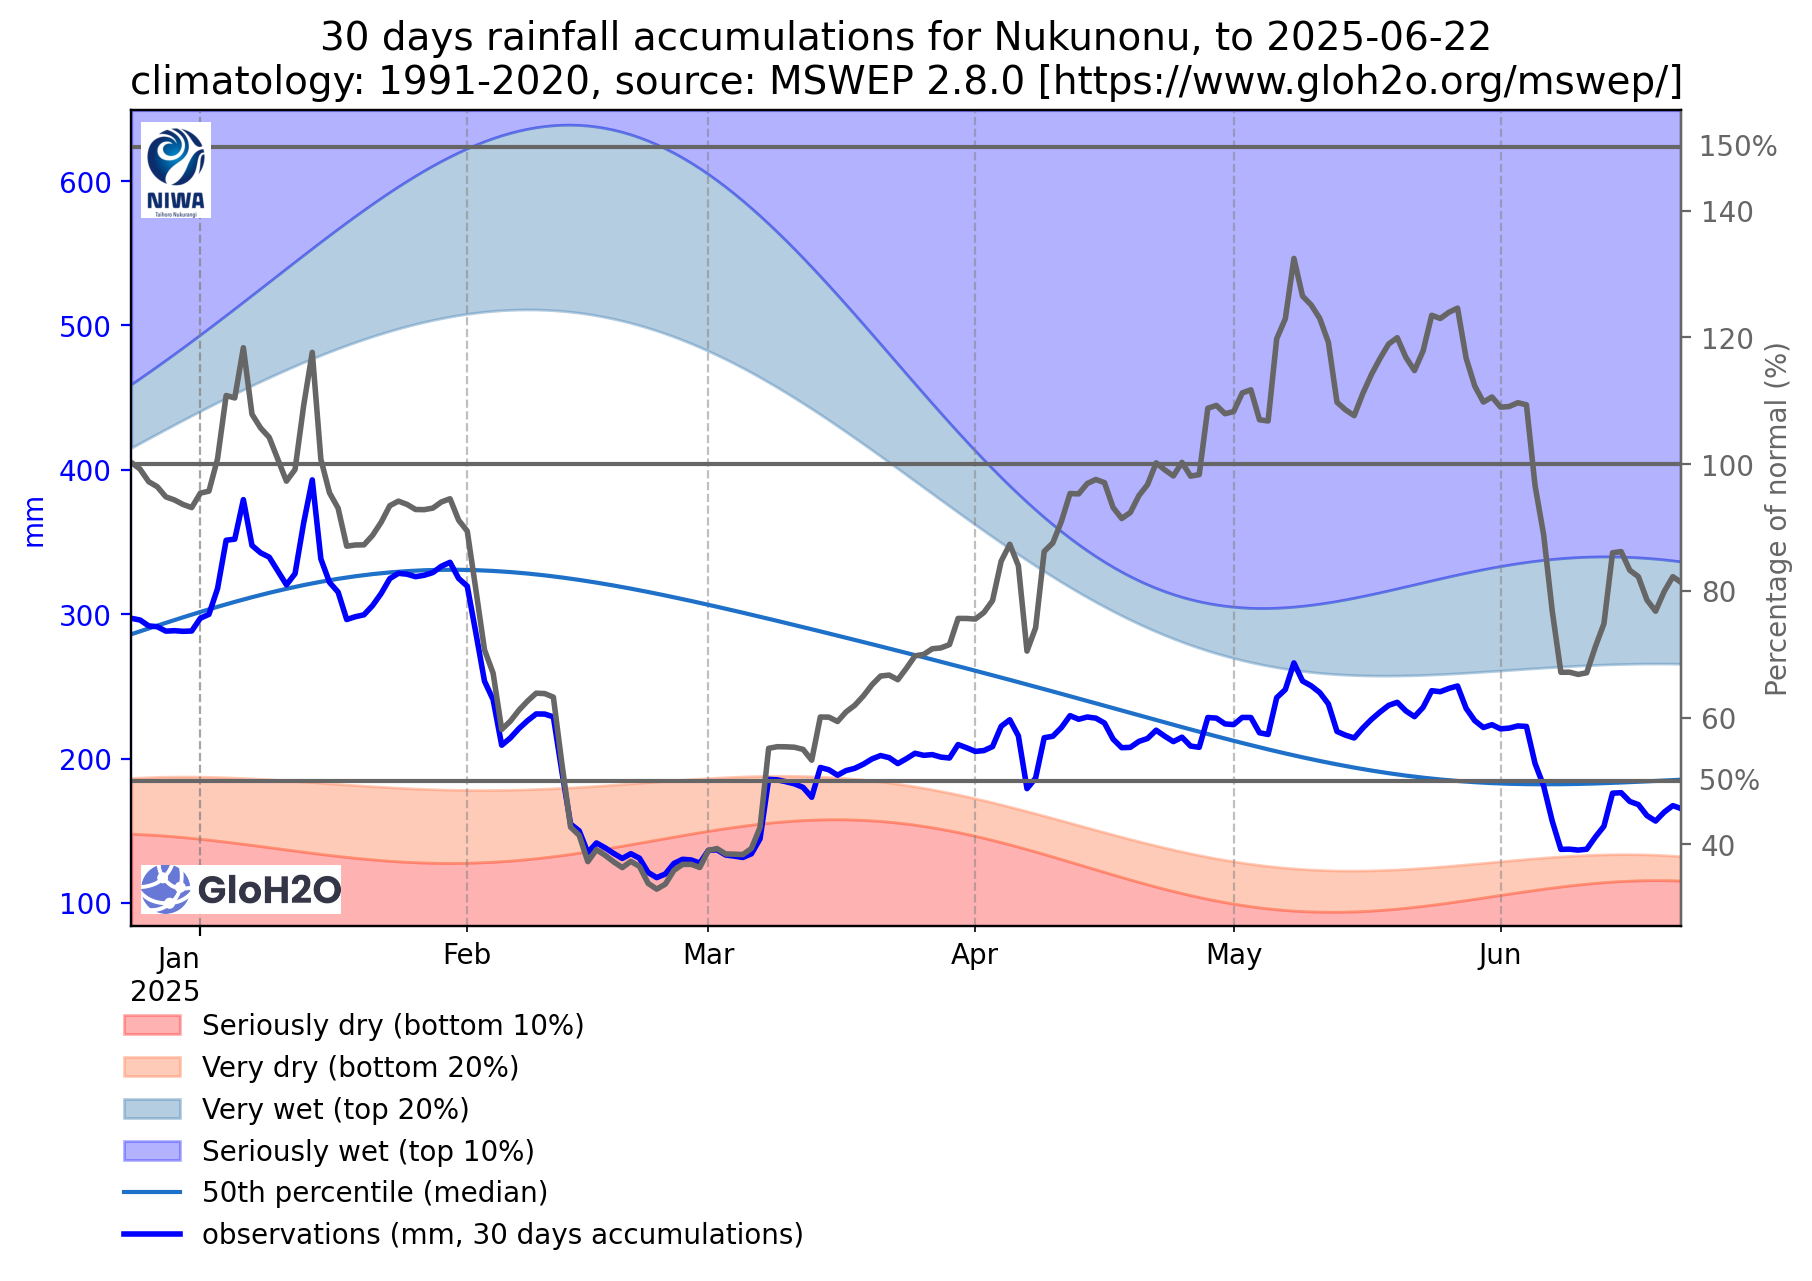 30 days rainfall accumulations for Nukunonu, to 2025-06-22
climatology: 1991-2020, source: MSWEP 2.8.0 [https://www.gloh2o.org/mswep/]
NIWA
Taihoro Nukurangi
600
500
400
300
200
100
mm
150%
140
120
100
80
60
50%
40
Percentage of normal (%)
GloH2O
Jan
2025
Feb
Mar
Apr
May
Jun
Seriously dry (bottom 10%)
Very dry (bottom 20%)
Very wet (top 20%)
Seriously wet (top 10%)
50th percentile (median)
observations (mm, 30 days accumulations)